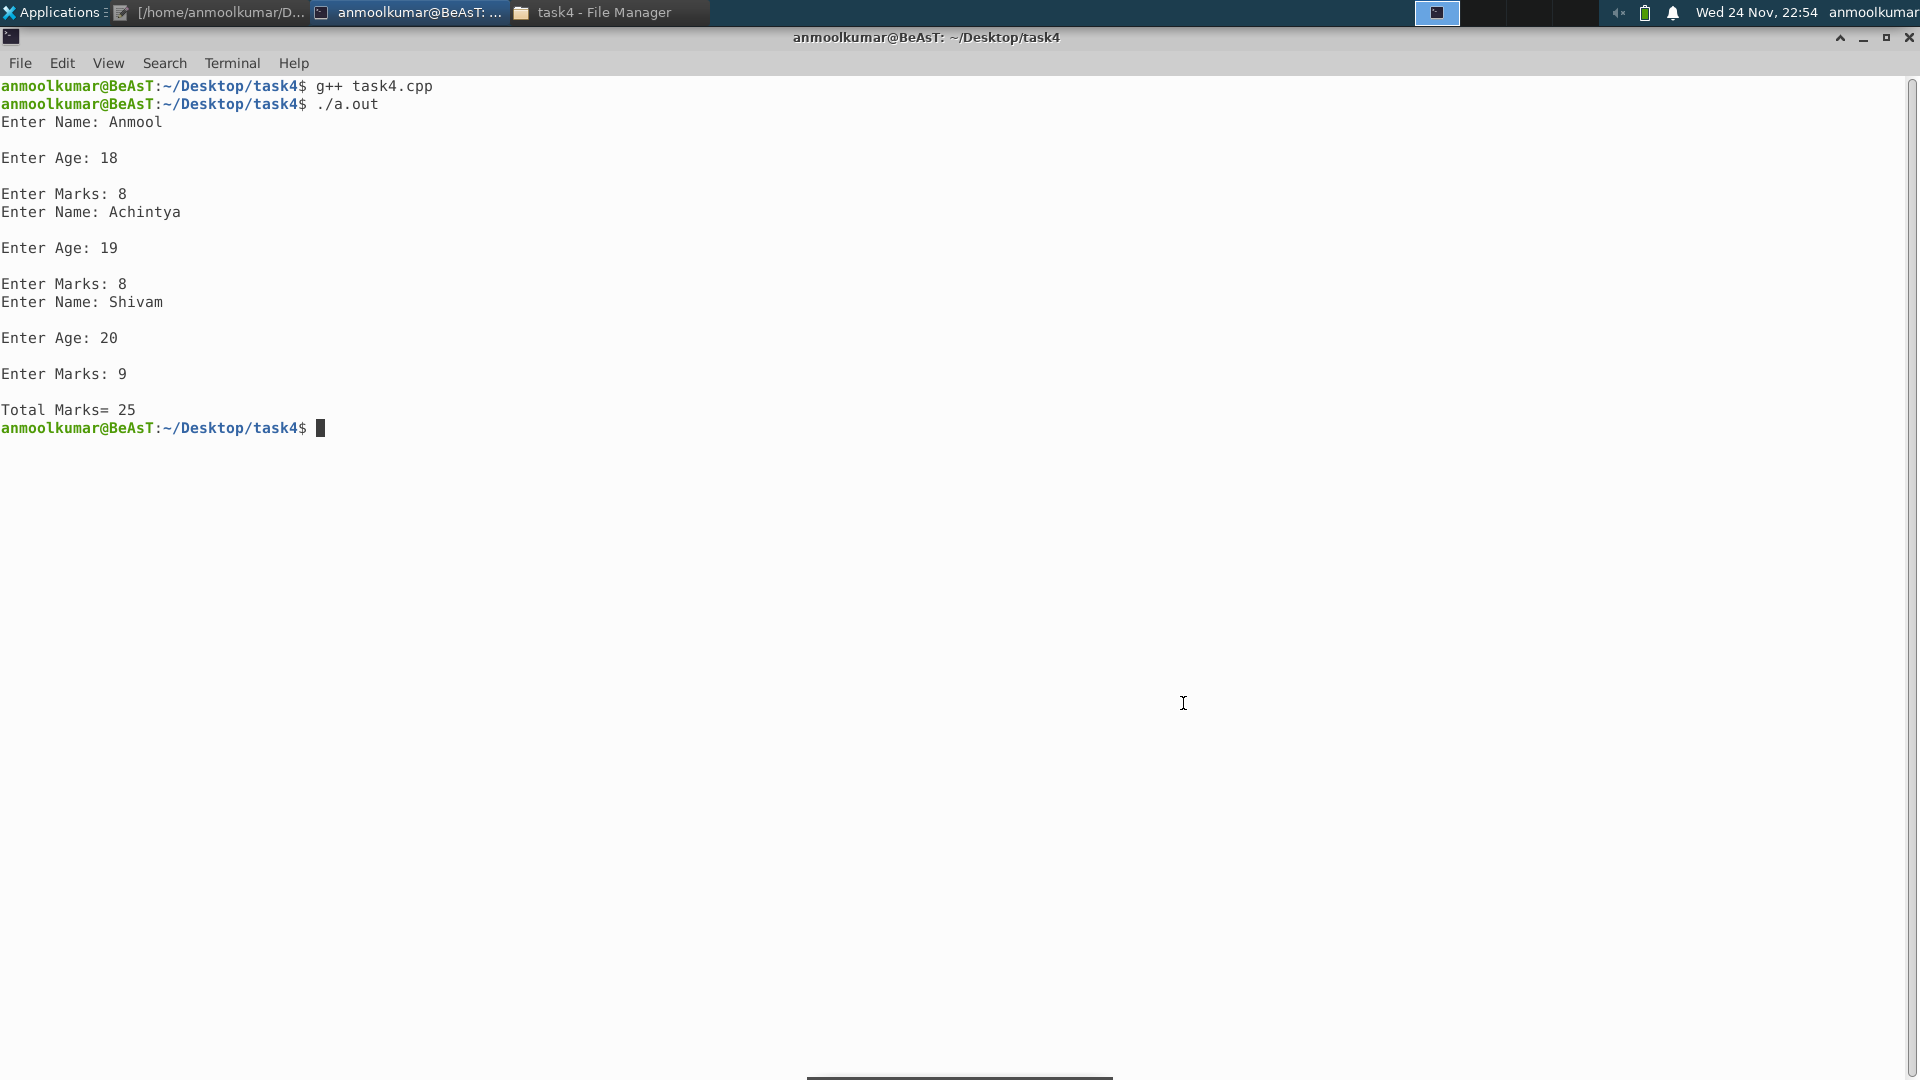 Applications [/home/anmoolkumar/D... anmoolkumar@BeAsT: ... task4 - File Manager Wed 24 Nov, 22:54 anmoolkumar
anmoolkumar@BeAsT: ~/Desktop/task4
File Edit View Search Terminal Help
anmoolkumar@BeAsT:~/Desktop/task4$ g++ task4.cpp
anmoolkumar@BeAsT:~/Desktop/task4$ ./a.out
Enter Name: Anmool
Enter Age: 18
Enter Marks: 8
Enter Name: Achintya
Enter Age: 19
Enter Marks: 8
Enter Name: Shivam
Enter Age: 20
Enter Marks: 9
Total Marks= 25
anmoolkumar@BeAsT:~/Desktop/task4$